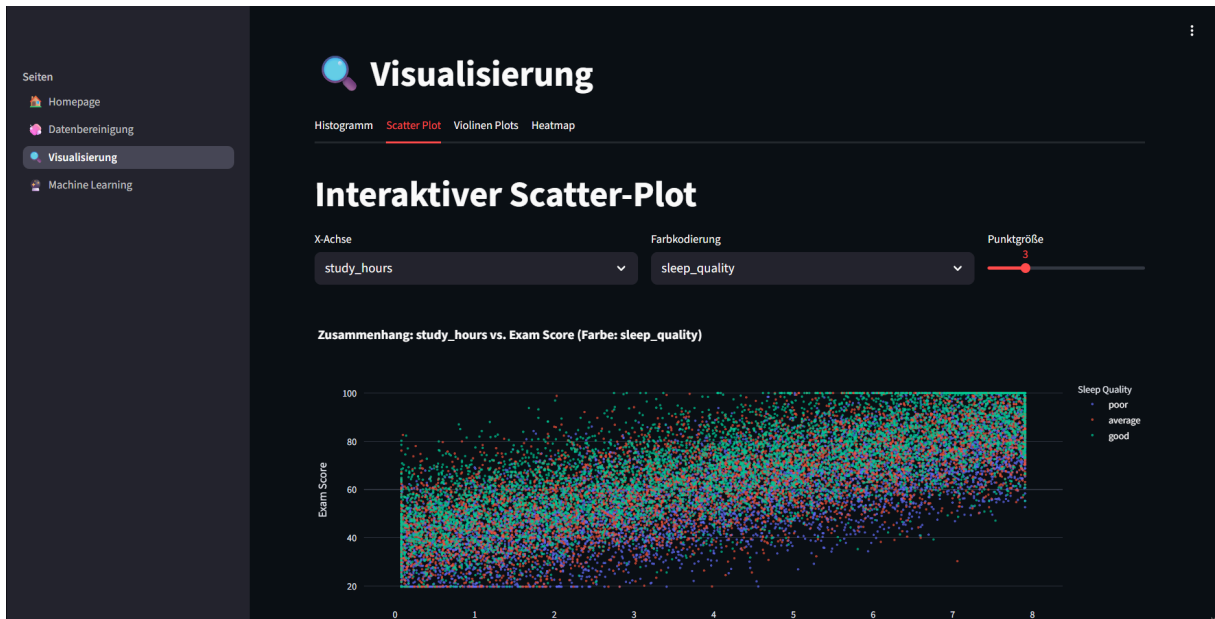 Seiten
Homepage
Datenbereinigung
Visualisierung
Machine Learning
Visualisierung
Histogramm Scatter Plot Violinen Plots Heatmap
Interaktiver Scatter-Plot
X-Achse Farbkodierung Punktgröße
3
study_hours sleep_quality
Zusammenhang: study_hours vs. Exam Score (Farbe: sleep_quality)
Sleep Quality
poor
average
good
Exam Score
100
80
60
40
20
0 1 2 3 4 5 6 7 8